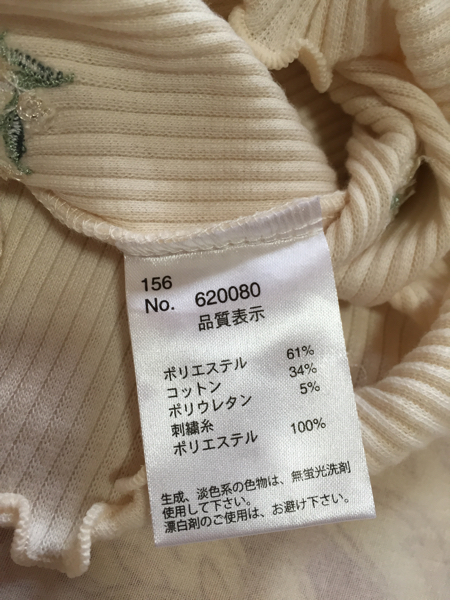 156
No. 620080
品質表示
ポリエステル 61%
コットン 34%
ポリウレタン 5%
刺繍糸
ポリエステル 100%
生成、淡色系の色物は、無蛍光洗剤
使用して下さい。
漂白剤のご使用は、お避け下さい。